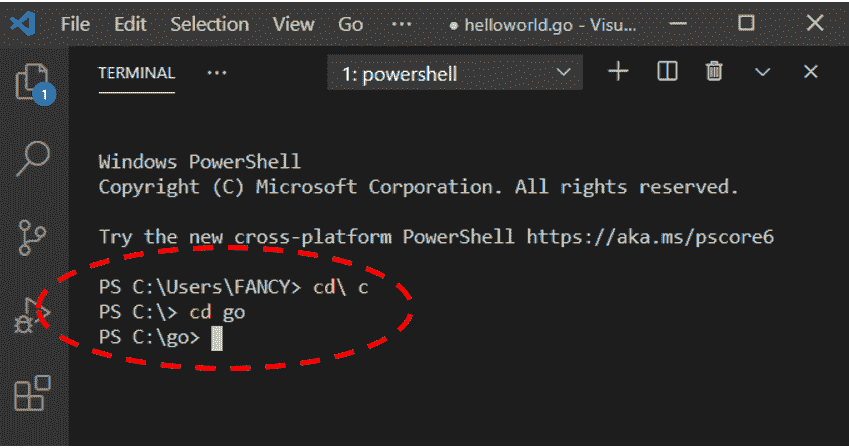 File Edit Selection View Go ··· ● helloworld.go - Visu...
TERMINAL ··· 1: powershell
1
Windows PowerShell
Copyright (C) Microsoft Corporation. All rights reserved.
Try the new cross-platform PowerShell https://aka.ms/pscore6
PS C:\Users\FANCY> cd\ c
PS C:\> cd go
PS C:\go>